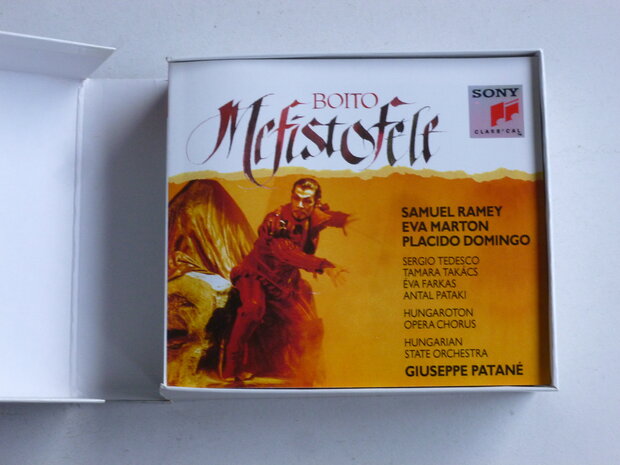 BOITO
Mefistofele
SONY
CLASSICAL
SAMUEL RAMEY
EVA MARTON
PLACIDO DOMINGO
SERGIO TEDESCO
TAMARA TAKÁCS
ÉVA FARKAS
ANTAL PATAKI
HUNGAROTON
OPERA CHORUS
HUNGARIAN
STATE ORCHESTRA
GIUSEPPE PATANÉ